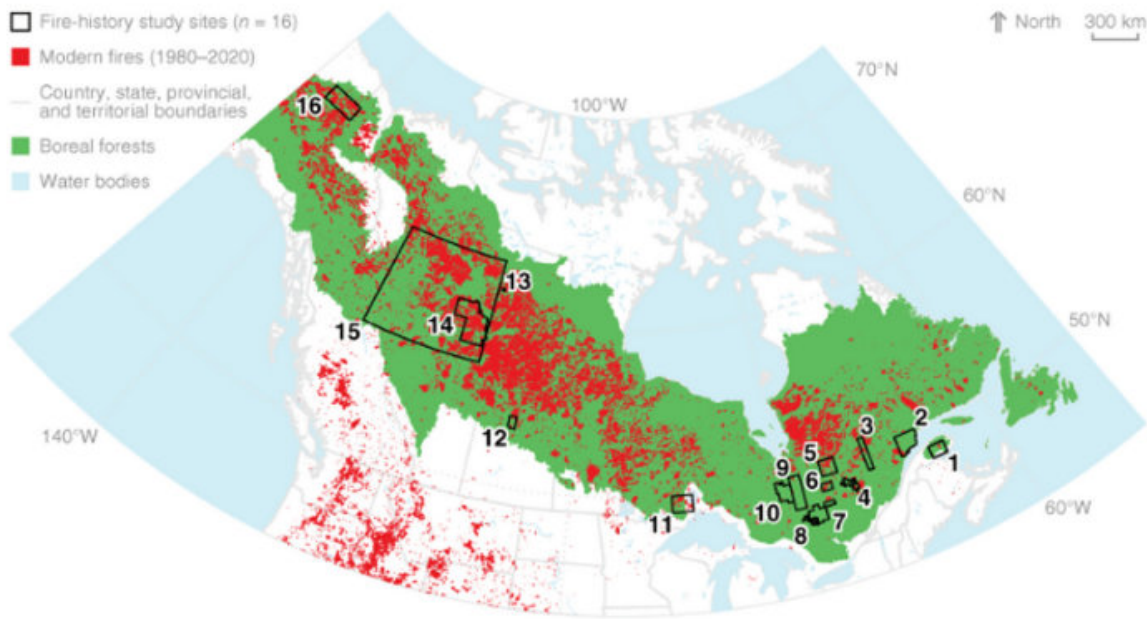 Fire-history study sites (n = 16)
Modern fires (1980–2020)
Country, state, provincial,
and territorial boundaries
Boreal forests
Water bodies
North
300 km
70°N
100°W
16
60°N
13
14
15
50°N
140°W
12
3
2
5
9
1
6
4
10
11
7
8
60°W